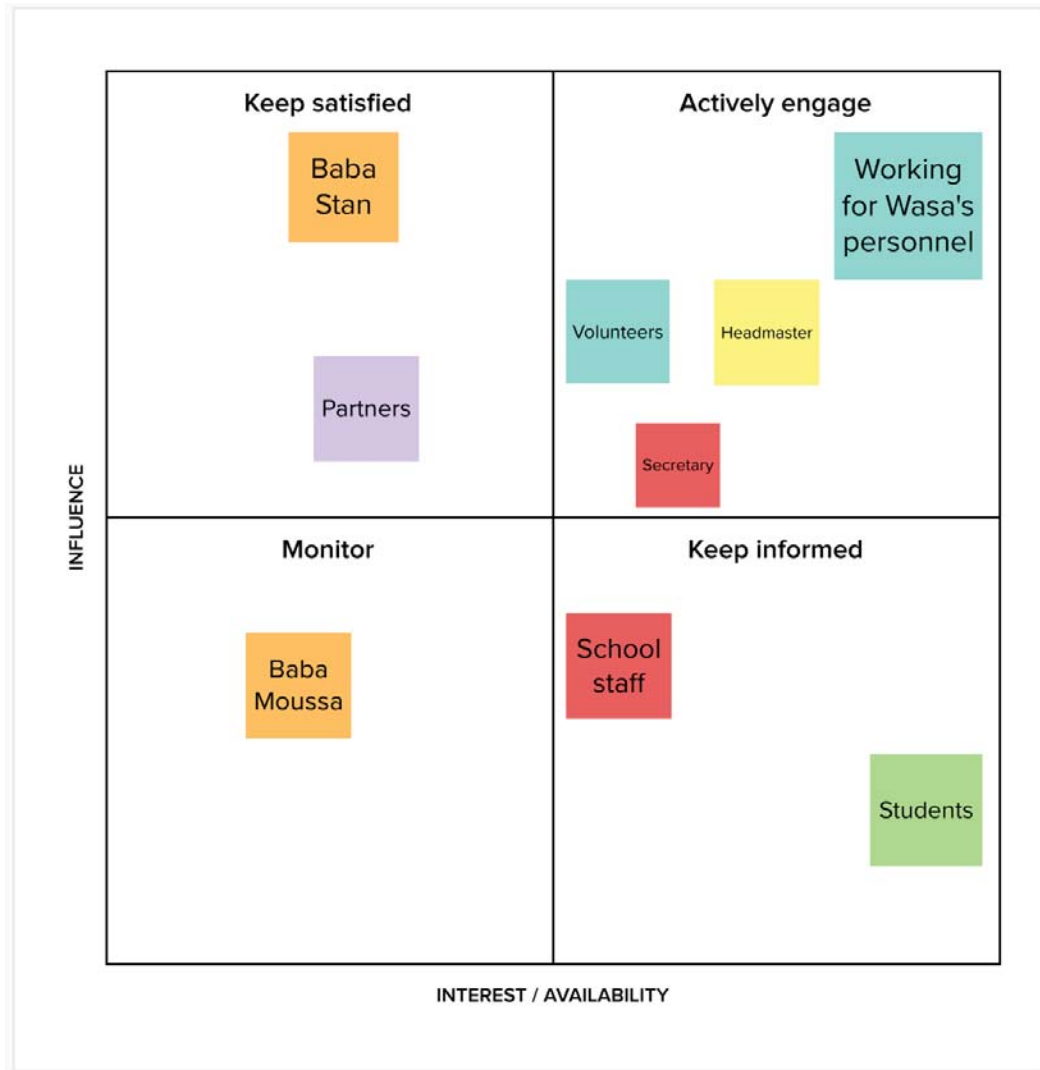 Keep satisfied
Actively engage
Baba
Stan
Working
for Wasa's
personnel
Volunteers
Headmaster
Partners
Secretary
INFLUENCE
Monitor
Keep informed
Baba
Moussa
School
staff
Students
INTEREST / AVAILABILITY